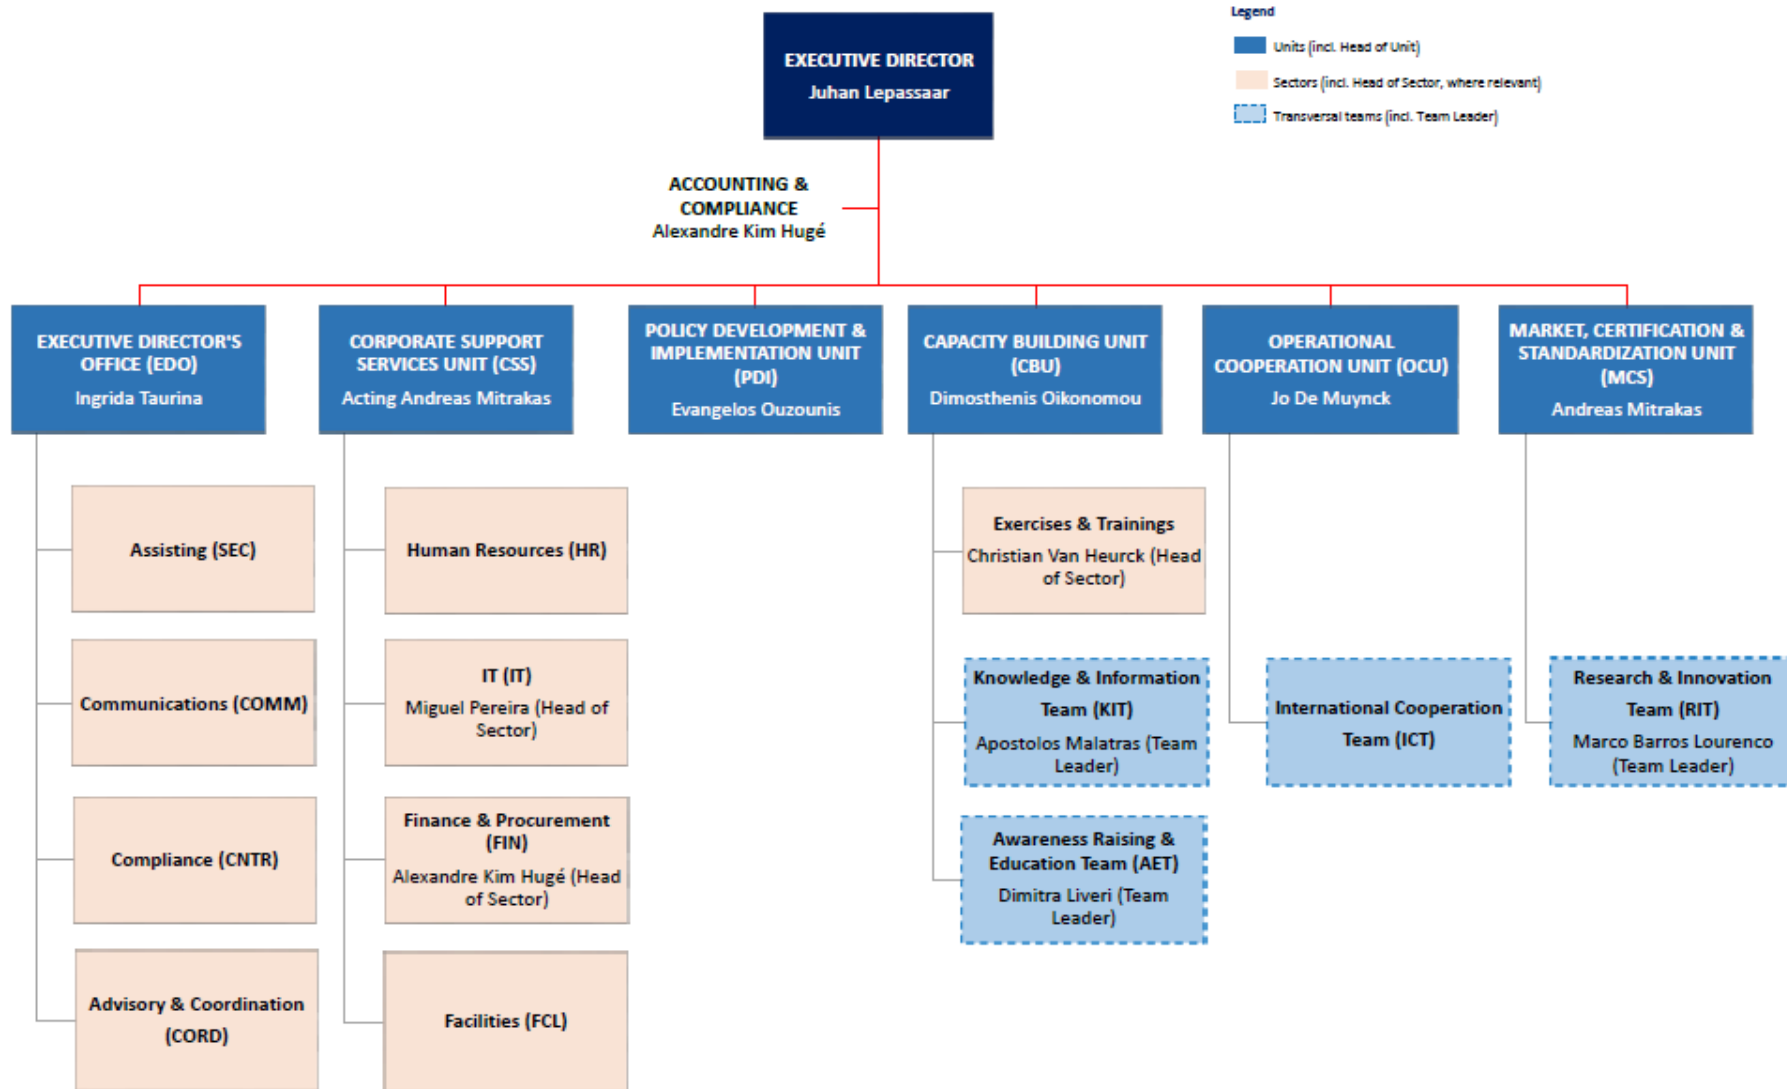 Legend
Units (incl. Head of Unit)
Sectors (incl. Head of Sector, where relevant)
Transversal teams (incl. Team Leader)
EXECUTIVE DIRECTOR
Juhan Lepassaar
ACCOUNTING &
COMPLIANCE
Alexandre Kim Hugé
EXECUTIVE DIRECTOR'S
OFFICE (EDO)
Ingrida Taurina
CORPORATE SUPPORT
SERVICES UNIT (CSS)
Acting Andreas Mitrakas
POLICY DEVELOPMENT &
IMPLEMENTATION UNIT
(PDI)
Evangelos Ouzounis
CAPACITY BUILDING UNIT
(CBU)
Dimosthenis Oikonomou
OPERATIONAL
COOPERATION UNIT (OCU)
Jo De Muynck
MARKET, CERTIFICATION &
STANDARDIZATION UNIT
(MCS)
Andreas Mitrakas
Assisting (SEC)
Communications (COMM)
Compliance (CNTR)
Advisory & Coordination
(CORD)
Human Resources (HR)
IT (IT)
Miguel Pereira (Head of
Sector)
Finance & Procurement
(FIN)
Alexandre Kim Hugé (Head
of Sector)
Facilities (FCL)
Exercises & Trainings
Christian Van Heurck (Head
of Sector)
Knowledge & Information
Team (KIT)
Apostolos Malatras (Team
Leader)
Awareness Raising &
Education Team (AET)
Dimitra Liveri (Team
Leader)
International Cooperation
Team (ICT)
Research & Innovation
Team (RIT)
Marco Barros Lourenco
(Team Leader)